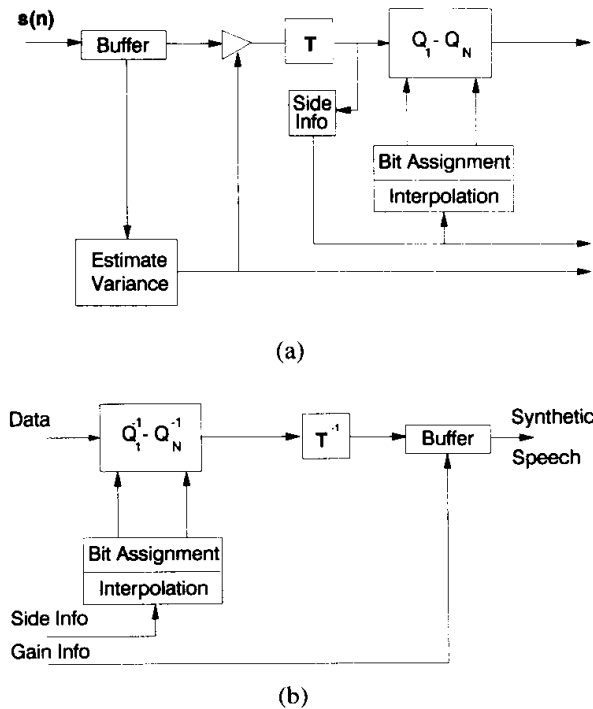 s(n)
Buffer
T
Q1 - QN
Side
Info
Bit Assignment
Interpolation
Estimate
Variance
(a)
Data
Q1^-1 - QN^-1
T^-1
Buffer
Synthetic
Speech
Bit Assignment
Interpolation
Side Info
Gain Info
(b)